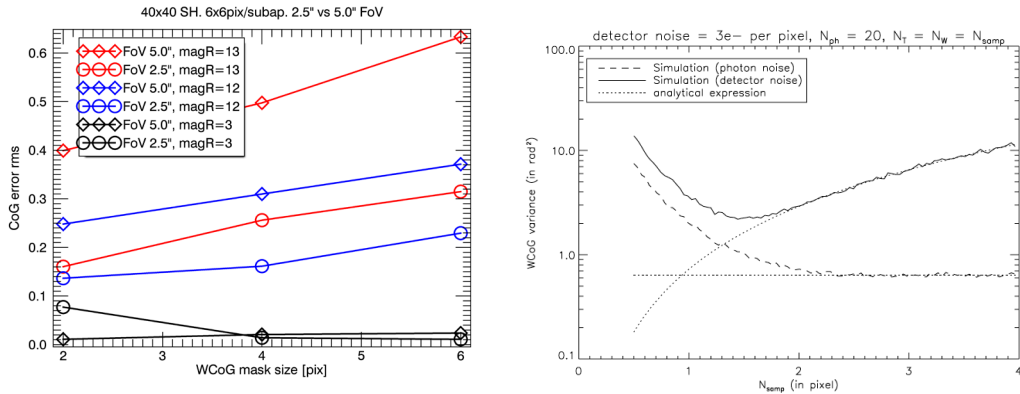 40x40 SH. 6x6pix/subap. 2.5" vs 5.0" FoV
CoG error rms
0.6
0.5
0.4
0.3
0.2
0.1
0.0
FoV 5.0", magR=13
FoV 2.5", magR=13
FoV 5.0", magR=12
FoV 2.5", magR=12
FoV 5.0", magR=3
FoV 2.5", magR=3
2
3
4
5
6
WCoG mask size [pix]
detector noise = 3e- per pixel, N_ph = 20, N_T = N_W = N_samp
WCoG variance (in rad²)
100.0
10.0
1.0
0.1
Simulation (photon noise)
Simulation (detector noise)
analytical expression
0
1
2
3
4
N_samp (in pixel)